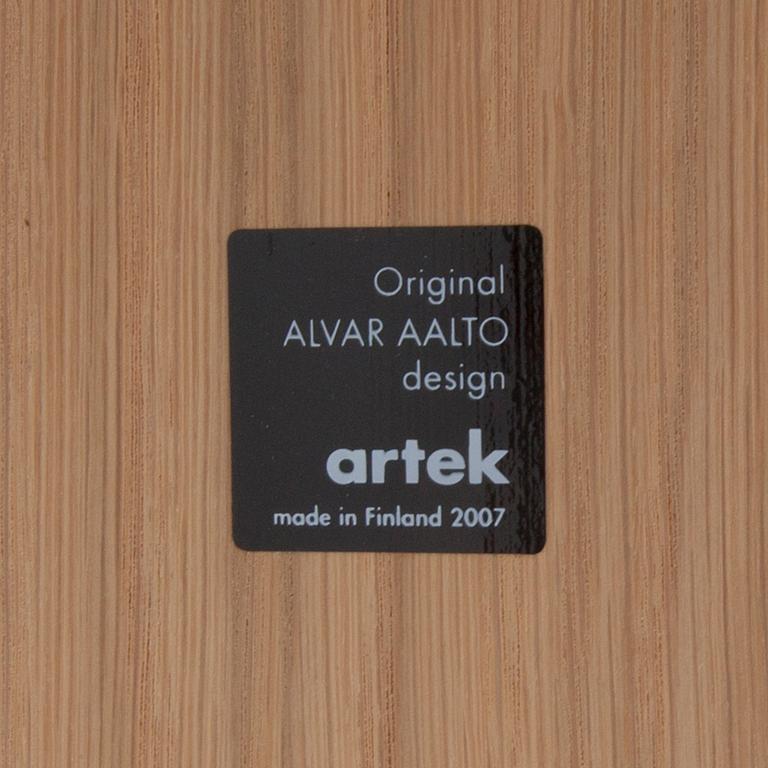 Original
ALVAR AALTO
design
artek
made in Finland 2007